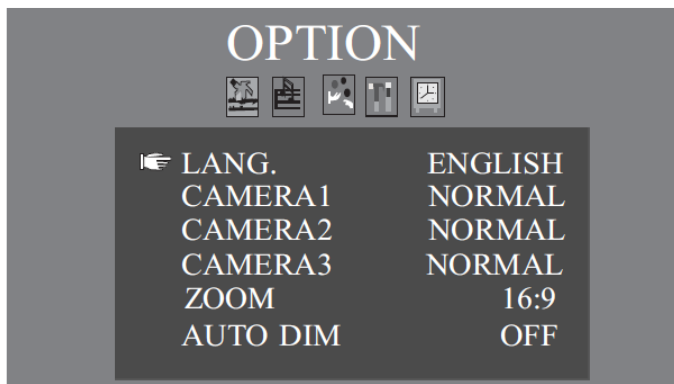 OPTION
LANG. ENGLISH
CAMERA1 NORMAL
CAMERA2 NORMAL
CAMERA3 NORMAL
ZOOM 16:9
AUTO DIM OFF